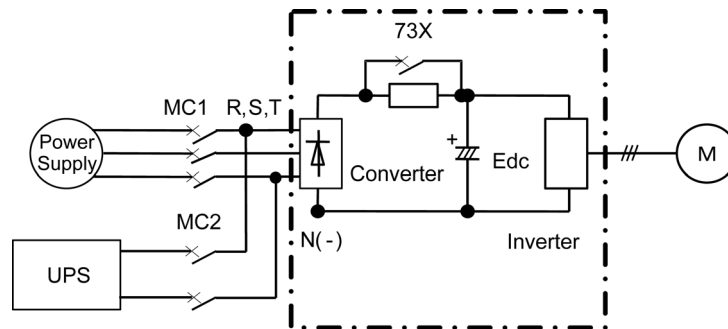 73X
MC1
R,S,T
Power
Supply
Converter
+
Edc
M
MC2
N(-)
Inverter
UPS